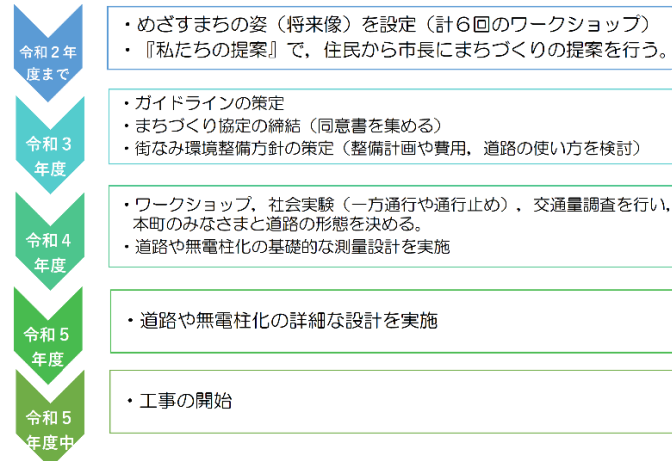 令和２年
度まで
・めざすまちの姿（将来像）を設定（計６回のワークショップ）
・『私たちの提案』で，住民から市長にまちづくりの提案を行う。
令和３
年度
・ガイドラインの策定
・まちづくり協定の締結（同意書を集める）
・街なみ環境整備方針の策定（整備計画や費用，道路の使い方を検討）
令和４
年度
・ワークショップ，社会実験（一方通行や通行止め），交通量調査を行い，
本町のみなさまと道路の形態を決める。
・道路や無電柱化の基礎的な測量設計を実施
令和５
年度
・道路や無電柱化の詳細な設計を実施
令和５
年度中
・工事の開始